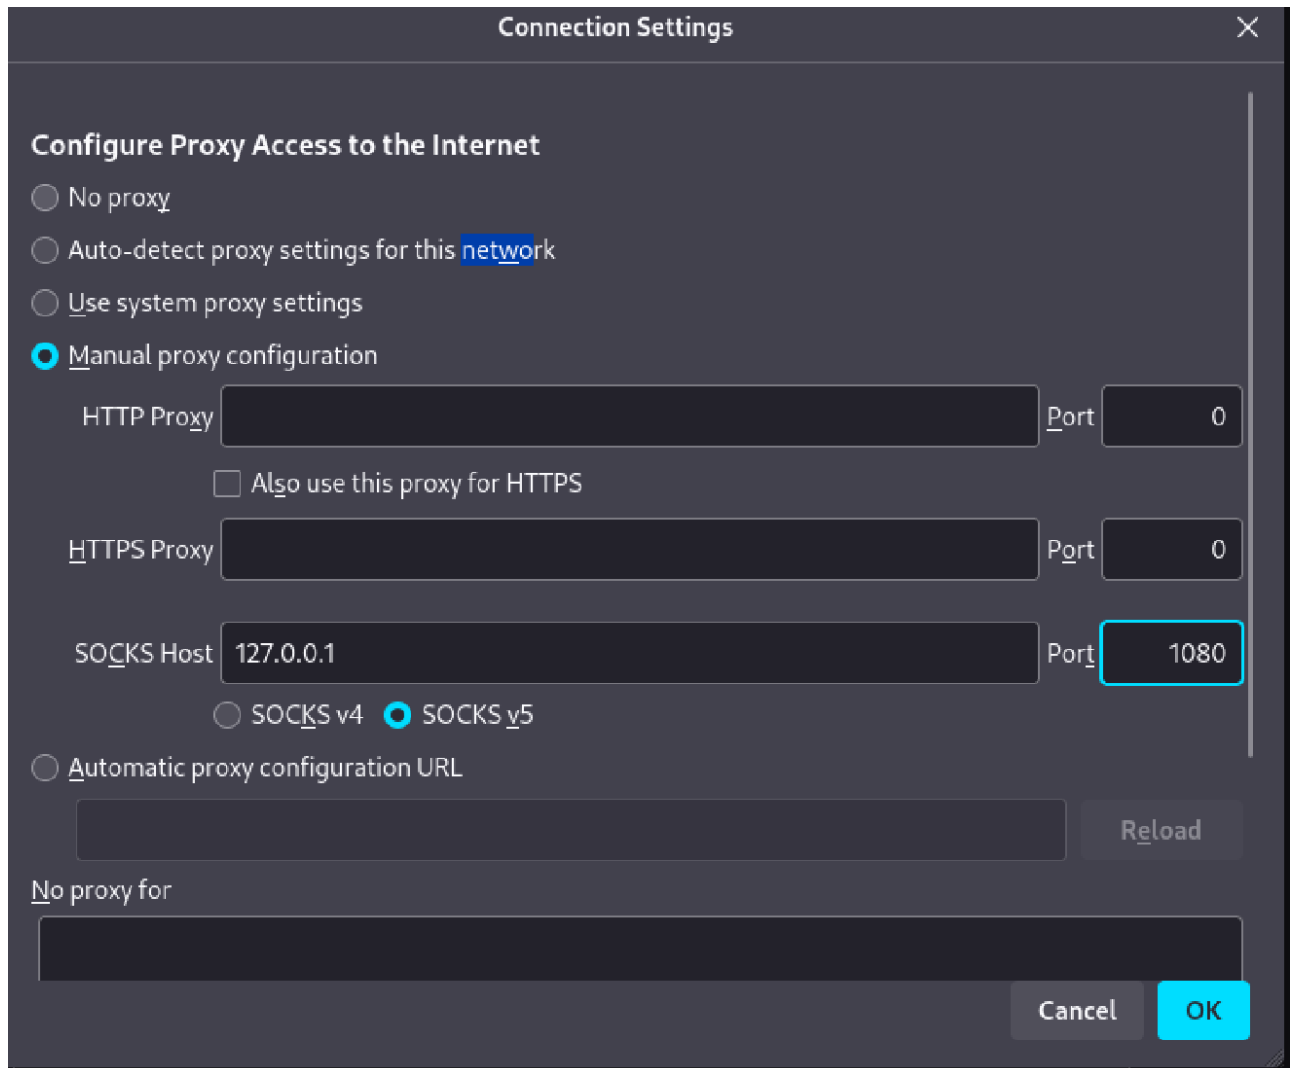 Connection Settings
Configure Proxy Access to the Internet
No proxy
Auto-detect proxy settings for this network
Use system proxy settings
Manual proxy configuration
HTTP Proxy Port 0
Also use this proxy for HTTPS
HTTPS Proxy Port 0
SOCKS Host 127.0.0.1 Port 1080
SOCKS v4 SOCKS v5
Automatic proxy configuration URL
Reload
No proxy for
Cancel OK